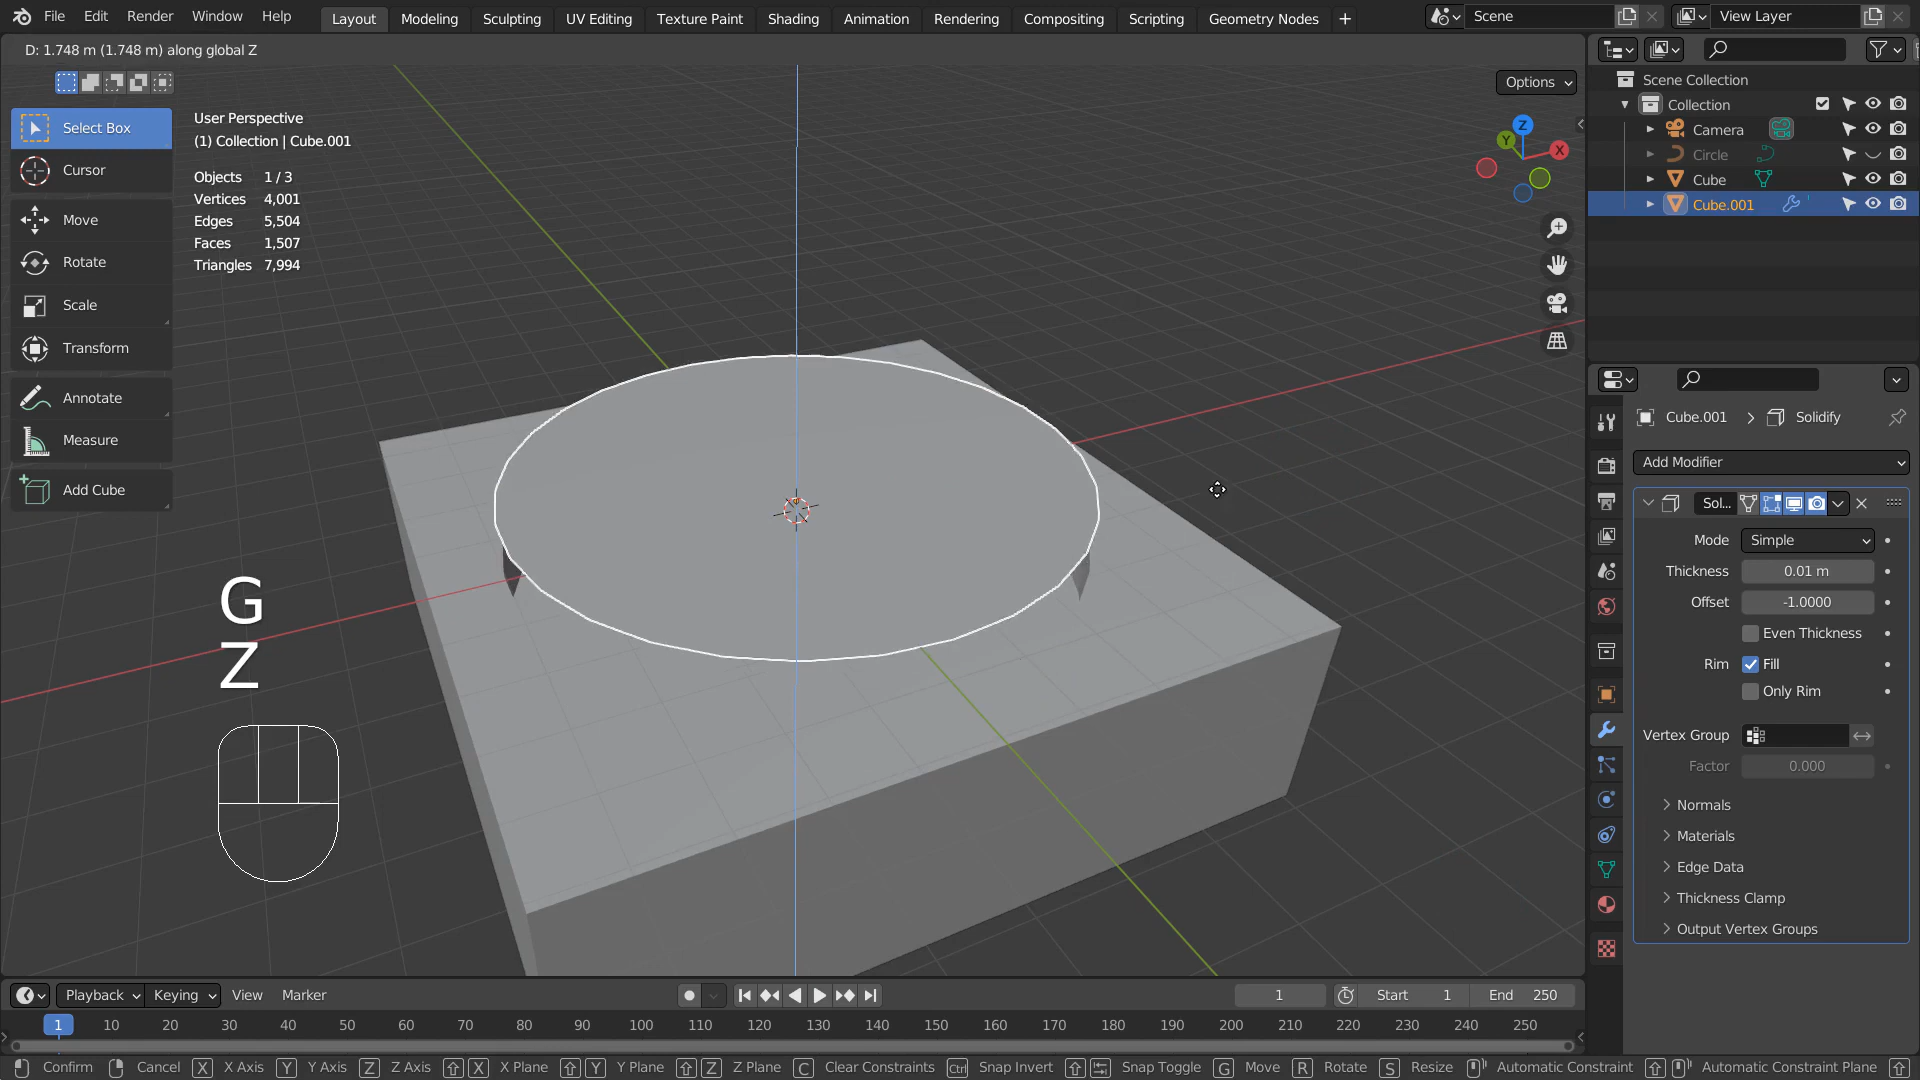 File Edit Render Window Help Layout Modeling Sculpting UV Editing Texture Paint Shading Animation Rendering Compositing Scripting Geometry Nodes + Scene View Layer
D: 1.748 m (1.748 m) along global Z
Options
Select Box
Cursor
Move
Rotate
Scale
Transform
Annotate
Measure
Add Cube
User Perspective
(1) Collection | Cube.001
Objects 1 / 3
Vertices 4,001
Edges 5,504
Faces 1,507
Triangles 7,994
Z
Y
X
G
Z
Scene Collection
Collection
Camera
Circle
Cube
Cube.001
Cube.001 > Solidify
Add Modifier
Sol...
Mode Simple
Thickness 0.01 m
Offset -1.0000
Even Thickness
Rim Fill
Only Rim
Vertex Group
Factor 0.000
Normals
Materials
Edge Data
Thickness Clamp
Output Vertex Groups
Playback Keying View Marker 1 Start 1 End 250
1 10 20 30 40 50 60 70 80 90 100 110 120 130 140 150 160 170 180 190 200 210 220 230 240 250
Confirm Cancel X X Axis Y Y Axis Z Z Axis X X Plane Y Y Plane Z Z Plane C Clear Constraints Ctrl Snap Invert Snap Toggle G Move R Rotate S Resize Automatic Constraint Automatic Constraint Plane